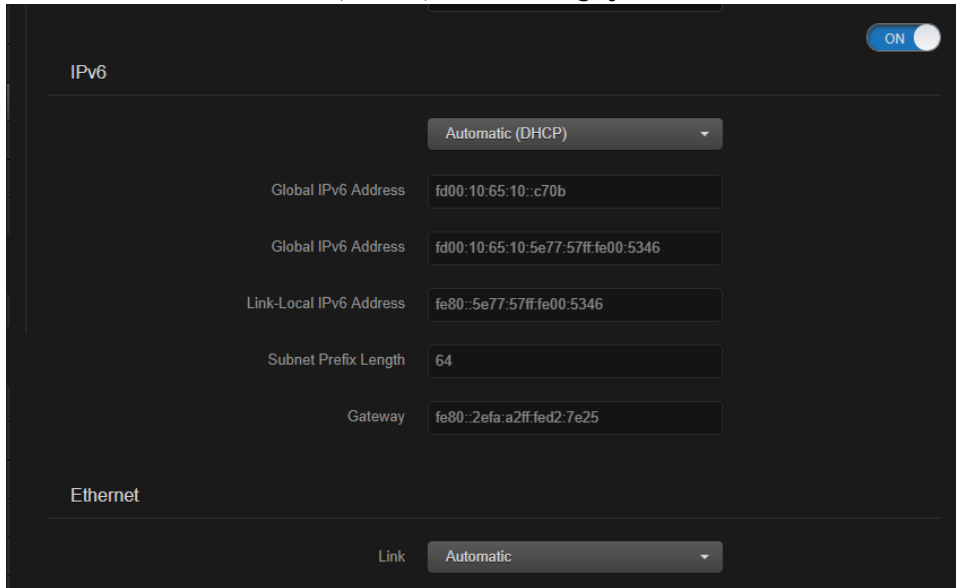 ON
IPv6
Automatic (DHCP)
Global IPv6 Address fd00:10:65:10::c70b
Global IPv6 Address fd00:10:65:10:5e77:57ff:fe00:5346
Link-Local IPv6 Address fe80::5e77:57ff:fe00:5346
Subnet Prefix Length 64
Gateway fe80::2efa:a2ff:fed2:7e25
Ethernet
Link Automatic